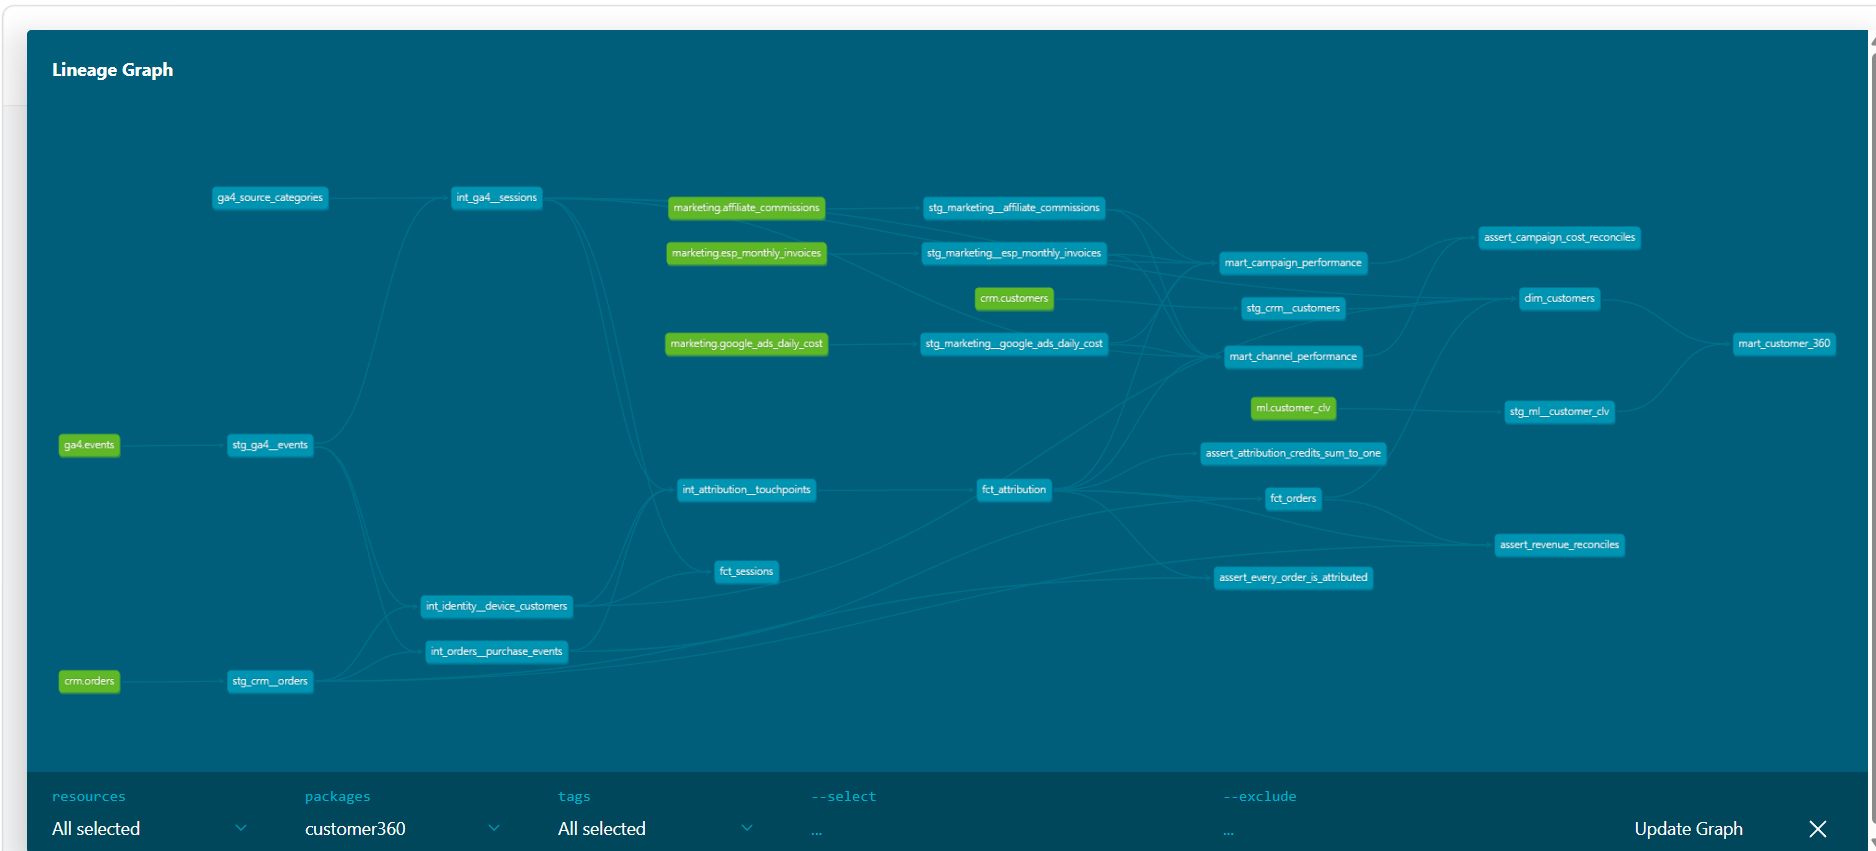 Lineage Graph
ga4_source_categories
int_ga4__sessions
marketing.affiliate_commissions
stg_marketing__affiliate_commissions
assert_campaign_cost_reconciles
marketing.esp_monthly_invoices
stg_marketing__esp_monthly_invoices
mart_campaign_performance
crm.customers
stg_crm__customers
dim_customers
marketing.google_ads_daily_cost
stg_marketing__google_ads_daily_cost
mart_channel_performance
mart_customer_360
ml.customer_clv
stg_ml__customer_clv
ga4.events
stg_ga4__events
assert_attribution_credits_sum_to_one
int_attribution__touchpoints
fct_attribution
fct_orders
assert_revenue_reconciles
fct_sessions
assert_every_order_is_attributed
int_identity__device_customers
int_orders__purchase_events
crm.orders
stg_crm__orders
resources packages tags --select --exclude
All selected customer360 All selected ... ... Update Graph